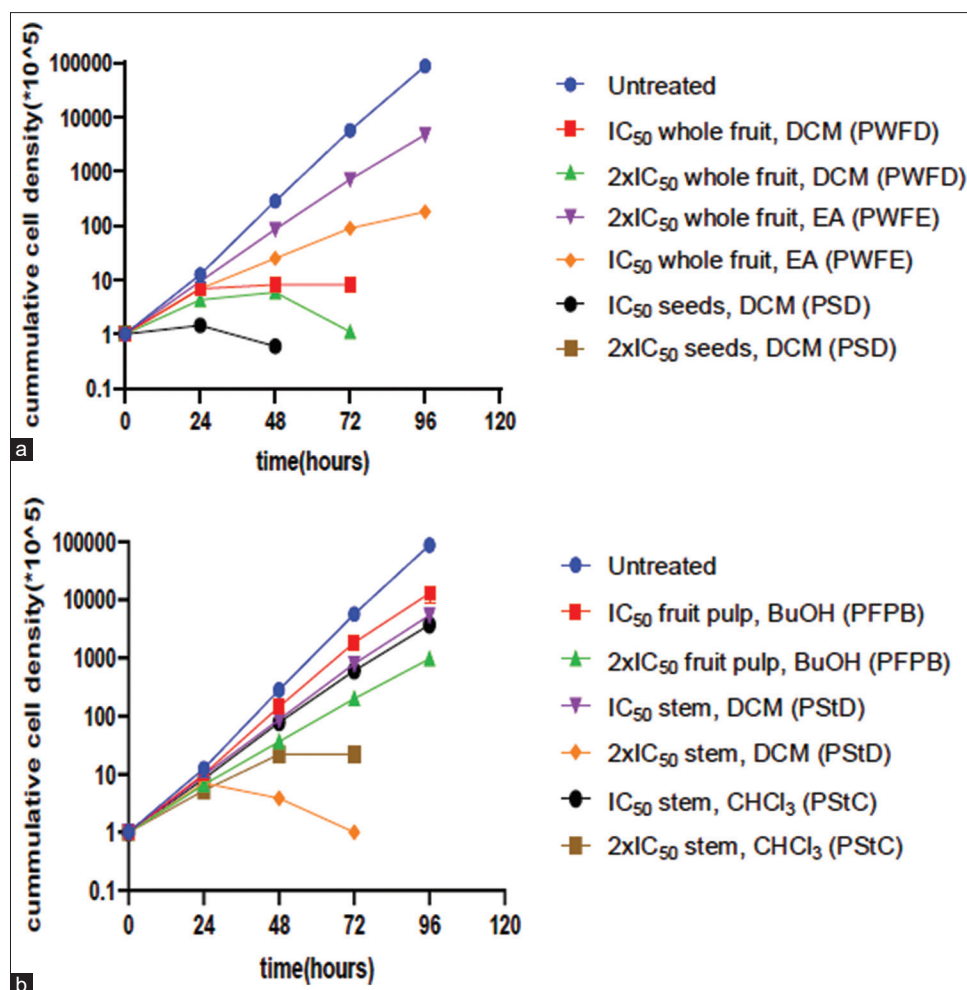 cummulative cell density(*10^5)
100000
10000
1000
100
10
1
0.1
0 24 48 72 96 120
time(hours)
Untreated
IC50 whole fruit, DCM (PWFD)
2xIC50 whole fruit, DCM (PWFD)
2xIC50 whole fruit, EA (PWFE)
IC50 whole fruit, EA (PWFE)
IC50 seeds, DCM (PSD)
2xIC50 seeds, DCM (PSD)
a
cummulative cell density(*10^5)
100000
10000
1000
100
10
1
0.1
0 24 48 72 96 120
time(hours)
Untreated
IC50 fruit pulp, BuOH (PFPB)
2xIC50 fruit pulp, BuOH (PFPB)
IC50 stem, DCM (PStD)
2xIC50 stem, DCM (PStD)
IC50 stem, CHCl3 (PStC)
2xIC50 stem, CHCl3 (PStC)
b